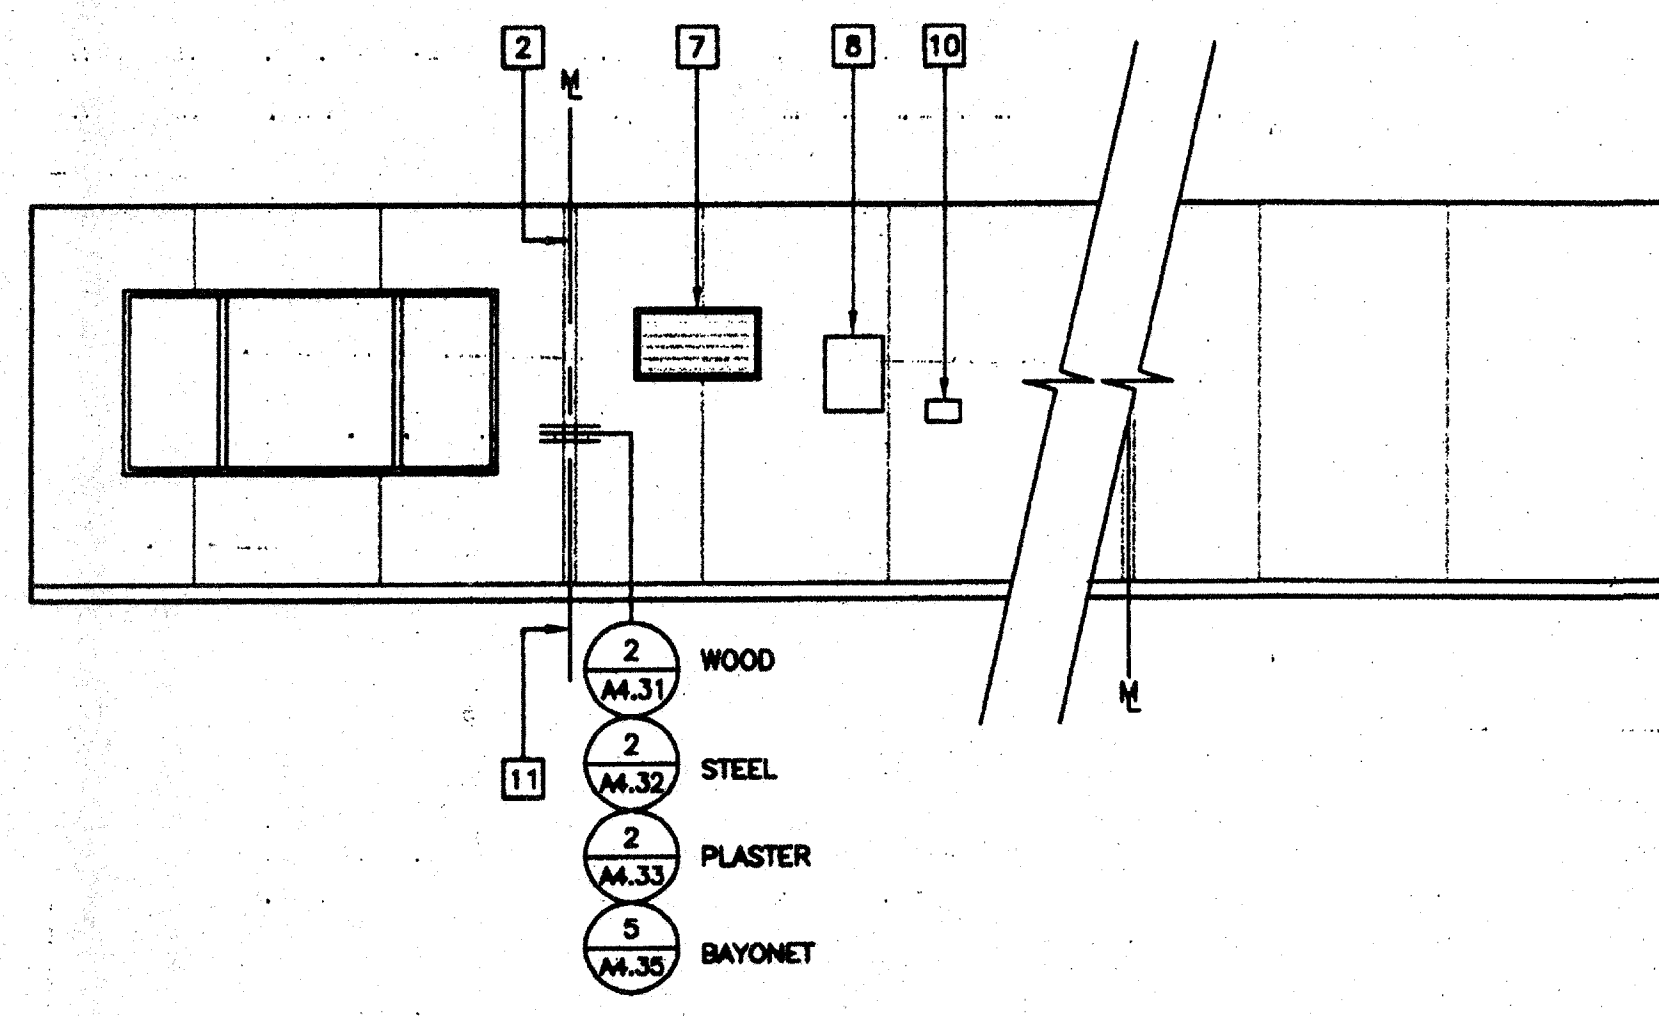 2
7
8
10
ML
2
A4.31
WOOD
ML
2
A4.32
STEEL
11
2
A4.33
PLASTER
5
A4.35
BAYONET